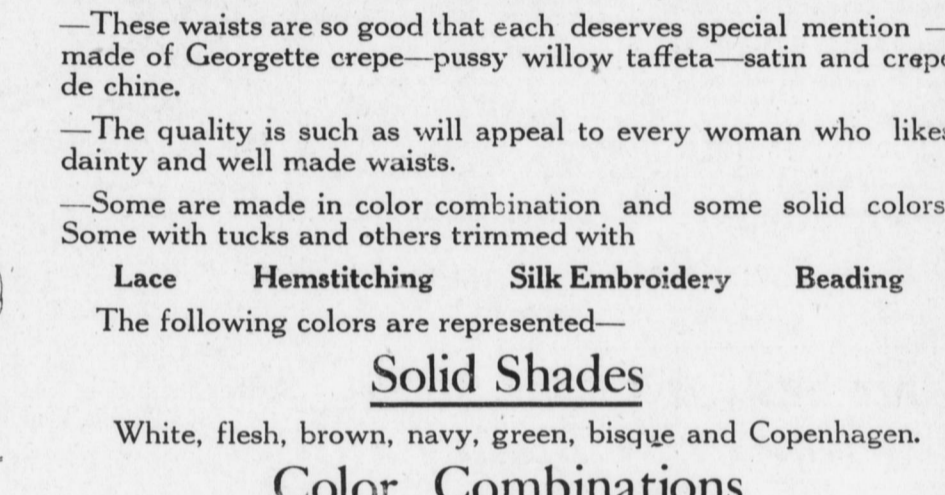 —These waists are so good that each deserves special mention —
made of Georgette crepe—pussy willow taffeta—satin and crepe
de chine.
—The quality is such as will appeal to every woman who likes
dainty and well made waists.
—Some are made in color combination and some solid colors
Some with tucks and others trimmed with
Lace Hemstitching Silk Embroidery Beading
The following colors are represented—
Solid Shades
White, flesh, brown, navy, green, bisque and Copenhagen.
Color Combinations